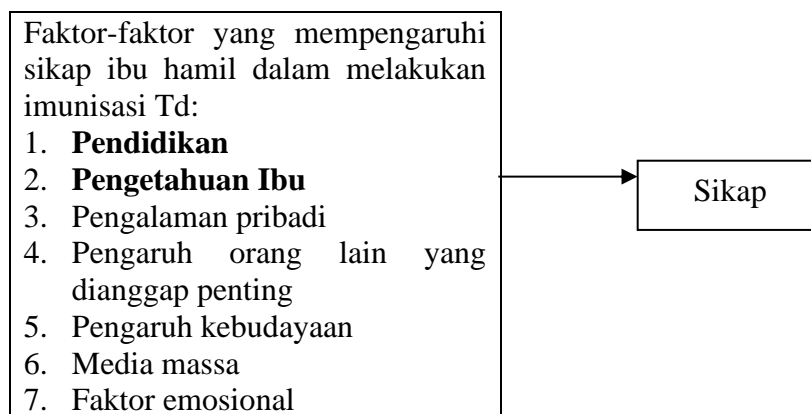 Faktor-faktor yang mempengaruhi
sikap ibu hamil dalam melakukan
imunisasi Td:
1. Pendidikan
2. Pengetahuan Ibu
3. Pengalaman pribadi
4. Pengaruh orang lain yang
dianggap penting
5. Pengaruh kebudayaan
6. Media massa
7. Faktor emosional
Sikap